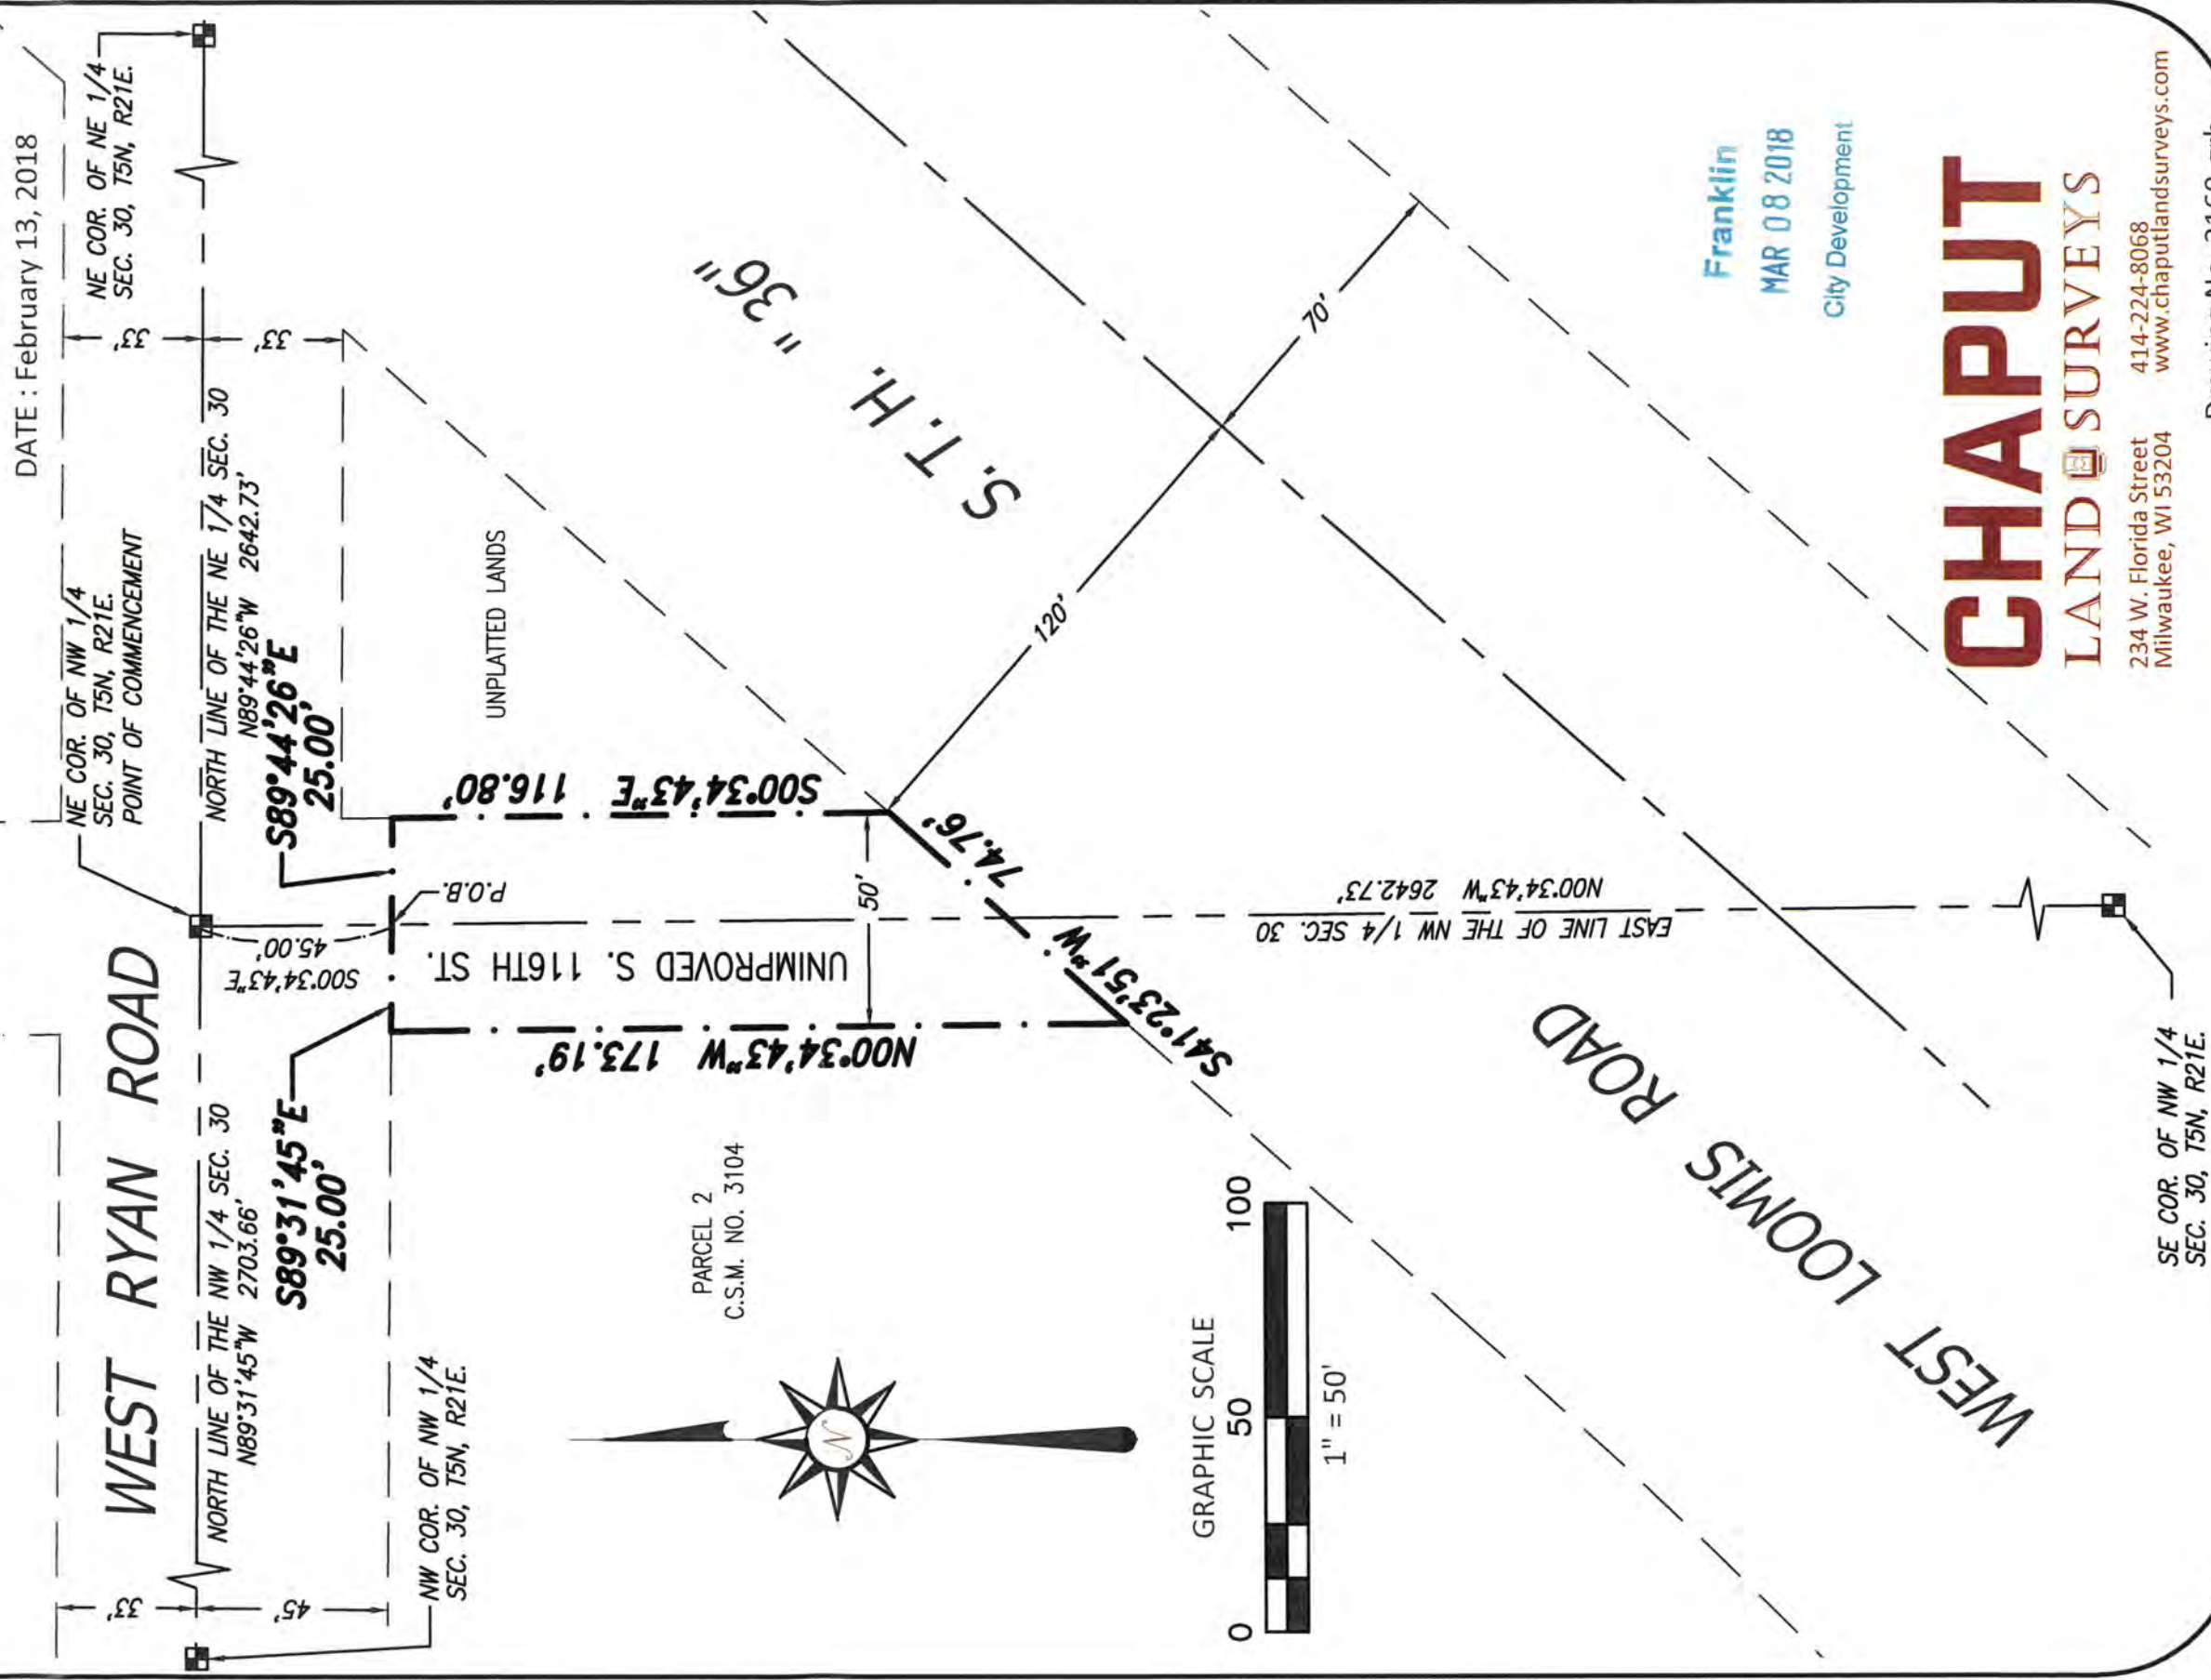 DATE : February 13, 2018
NE COR. OF NE 1/4
SEC. 30, T5N, R21E.
NE COR. OF NW 1/4
SEC. 30, T5N, R21E.
POINT OF COMMENCEMENT
WEST RYAN ROAD
33'
33'
33'
45'
NORTH LINE OF THE NW 1/4 SEC. 30
N89°31'45"W 2703.66'
NORTH LINE OF THE NE 1/4 SEC. 30
N89°44'26"W 2642.73'
S89°31'45"E
25.00'
S89°44'26"E
25.00'
S00°34'43"E
45.00'
P.O.B.
NW COR. OF NW 1/4
SEC. 30, T5N, R21E.
UNPLATTED LANDS
UNIMPROVED S. 116TH ST.
N00°34'43"W 173.19'
S00°34'43"E 116.80'
50'
S41°23'51"W
74.76'
PARCEL 2
C.S.M. NO. 3104
N
S.T.H. " 36"
120'
70'
EAST LINE OF THE NW 1/4 SEC. 30
N00°34'43"W 2642.73'
WEST LOOMIS ROAD
GRAPHIC SCALE
0 50 100
1" = 50'
SE COR. OF NW 1/4
SEC. 30, T5N, R21E.
Franklin
MAR 08 2018
City Development
CHAPUT
LAND SURVEYS
234 W. Florida Street 414-224-8068
Milwaukee, WI 53204 www.chaputlandsurveys.com